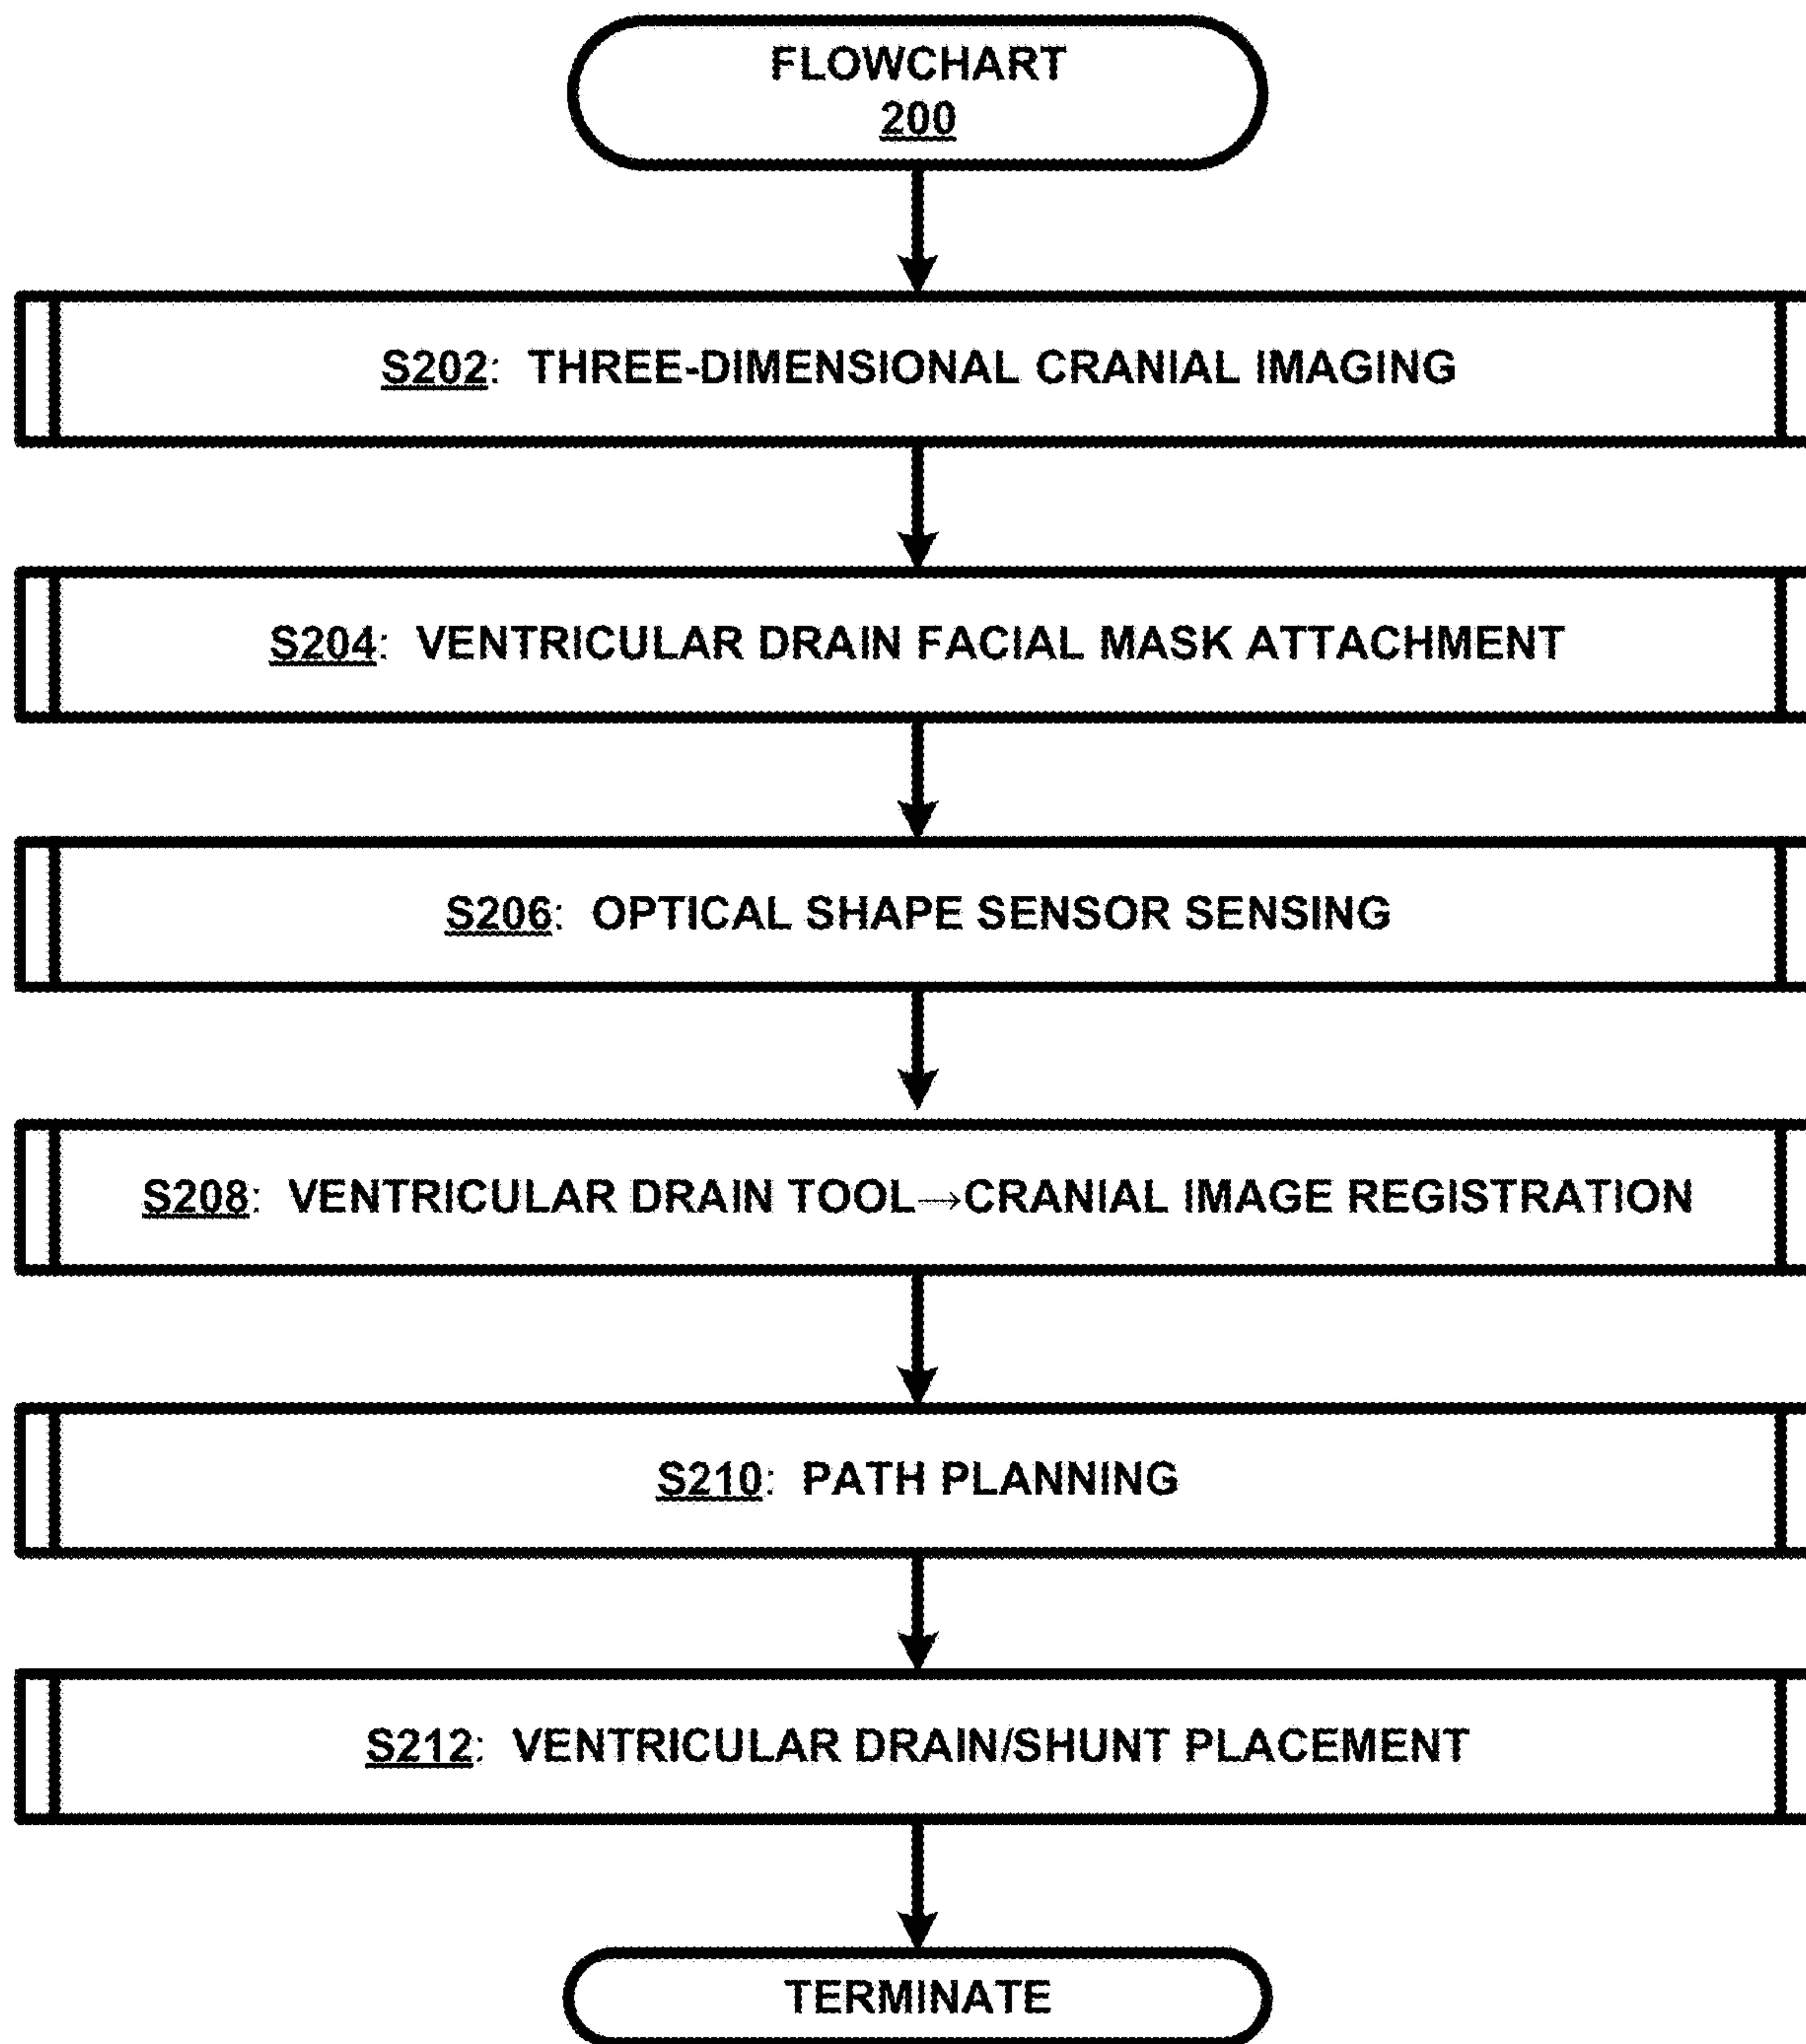 FLOWCHART
200
S202: THREE-DIMENSIONAL CRANIAL IMAGING
S204: VENTRICULAR DRAIN FACIAL MASK ATTACHMENT
S206: OPTICAL SHAPE SENSOR SENSING
S208: VENTRICULAR DRAIN TOOL→CRANIAL IMAGE REGISTRATION
S210: PATH PLANNING
S212: VENTRICULAR DRAIN/SHUNT PLACEMENT
TERMINATE